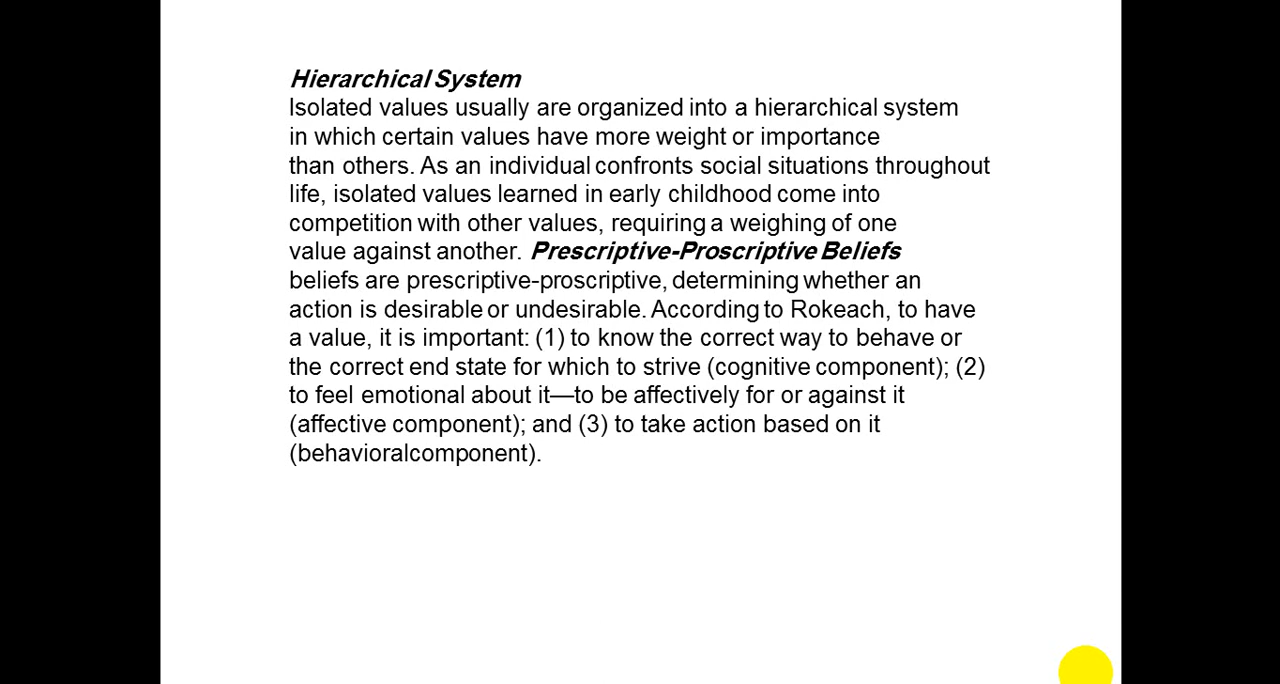 Hierarchical System
Isolated values usually are organized into a hierarchical system
in which certain values have more weight or importance
than others. As an individual confronts social situations throughout
life, isolated values learned in early childhood come into
competition with other values, requiring a weighing of one
value against another. Prescriptive-Proscriptive Beliefs
beliefs are prescriptive-proscriptive, determining whether an
action is desirable or undesirable. According to Rokeach, to have
a value, it is important: (1) to know the correct way to behave or
the correct end state for which to strive (cognitive component); (2)
to feel emotional about it—to be affectively for or against it
(affective component); and (3) to take action based on it
(behavioralcomponent).